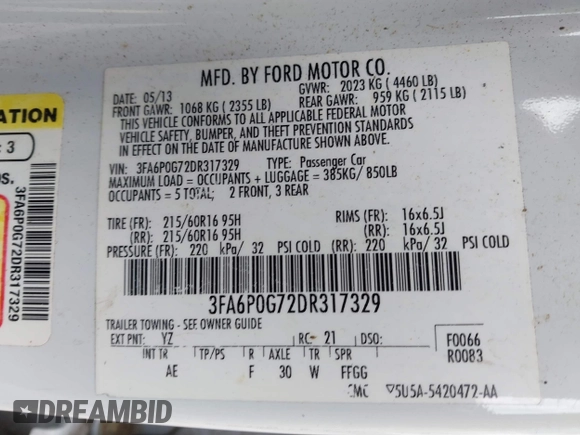 MFD. BY FORD MOTOR CO.
DATE: 05/13 GVWR: 2023 KG ( 4460 LB)
FRONT GAWR: 1068 KG ( 2355 LB) REAR GAWR: 959 KG ( 2115 LB)
THIS VEHICLE CONFORMS TO ALL APPLICABLE FEDERAL MOTOR
VEHICLE SAFETY, BUMPER, AND THEFT PREVENTION STANDARDS
IN EFFECT ON THE DATE OF MANUFACTURE SHOWN ABOVE.
VIN: 3FA6P0G72DR317329 TYPE: Passenger Car
MAXIMUM LOAD = OCCUPANTS + LUGGAGE = 385KG/ 850LB
OCCUPANTS = 5 TOTAL; 2 FRONT, 3 REAR
TIRE (FR): 215/60R16 95H RIMS (FR): 16x6.5J
(RR): 215/60R16 95H (RR): 16x6.5J
PRESSURE (FR): 220 kPa/ 32 PSI COLD (RR): 220 kPa/ 32 PSI COLD
3FA6P0G72DR317329
TRAILER TOWING - SEE OWNER GUIDE
EXT PNT: YZ RC: 21 DSO: F0066
R0083
INT TR TP/PS R AXLE TR SPR
AE F 30 W FFGG
5U5A-5420472-AA
ATION
: 3
3FA6P0G72DR317329
DREAMBID